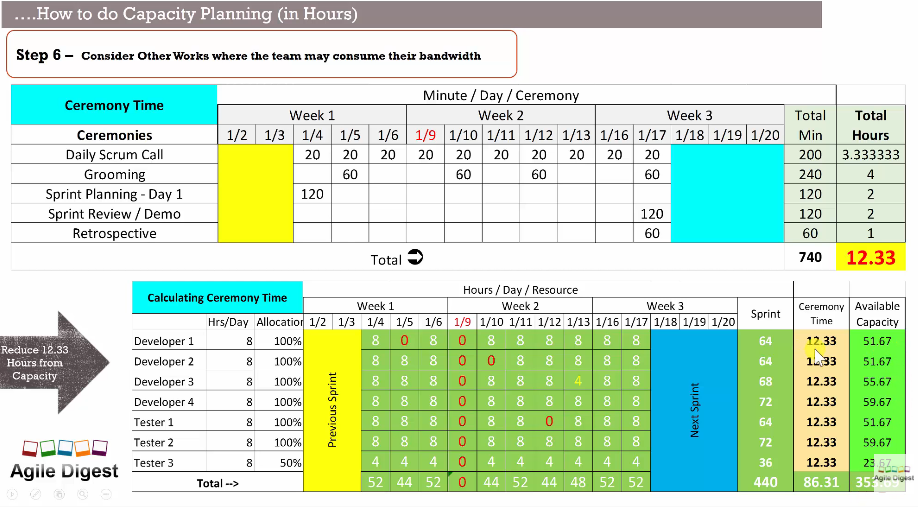 ....How to do Capacity Planning (in Hours)
Step 6 – Consider Other Works where the team may consume their bandwidth
Ceremony Time Minute / Day / Ceremony
Week 1 Week 2 Week 3 Total Total
Ceremonies 1/2 1/3 1/4 1/5 1/6 1/9 1/10 1/11 1/12 1/13 1/16 1/17 1/18 1/19 1/20 Min Hours
Daily Scrum Call 20 20 20 20 20 20 20 20 20 20 200 3.333333
Grooming 60 60 60 60 240 4
Sprint Planning - Day 1 120 120 2
Sprint Review / Demo 120 120 2
Retrospective 60 60 1
Total 740 12.33
Calculating Ceremony Time Hours / Day / Resource
Week 1 Week 2 Week 3 Sprint Ceremony Time Available Capacity
Hrs/Day Allocation 1/2 1/3 1/4 1/5 1/6 1/9 1/10 1/11 1/12 1/13 1/16 1/17 1/18 1/19 1/20
Developer 1 8 100% 8 0 8 0 8 8 8 8 8 8 64 12.33 51.67
Developer 2 8 100% 8 8 8 0 0 8 8 8 8 8 64 12.33 51.67
Developer 3 8 100% 8 8 8 0 8 8 8 4 8 8 68 12.33 55.67
Developer 4 8 100% 8 8 8 0 8 8 8 8 8 8 72 12.33 59.67
Tester 1 8 100% 8 8 8 0 8 8 0 8 8 8 64 12.33 51.67
Tester 2 8 100% 8 8 8 0 8 8 8 8 8 8 72 12.33 59.67
Tester 3 8 50% 4 4 4 0 4 4 4 4 4 4 36 12.33 23.67
Total --> 52 44 52 0 44 52 44 48 52 52 440 86.31
Previous Sprint
Next Sprint
Reduce 12.33
Hours from
Capacity
Agile Digest
Agile Digest